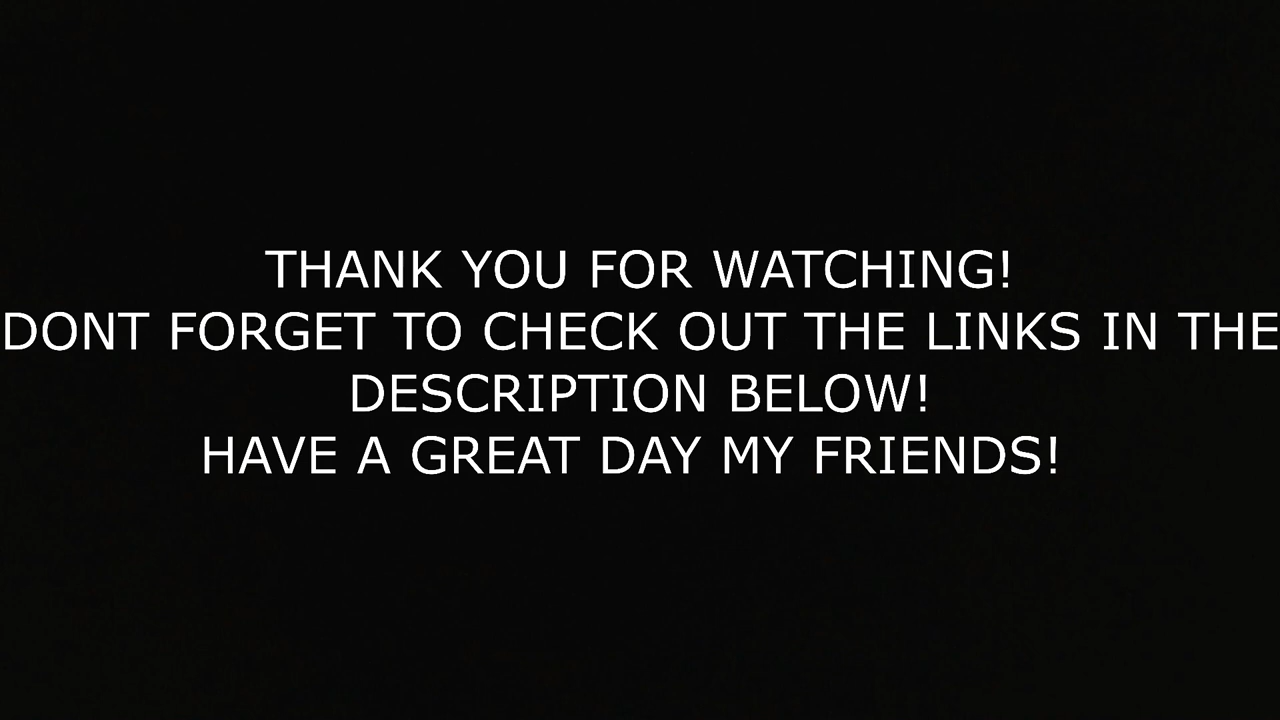 THANK YOU FOR WATCHING!
DONT FORGET TO CHECK OUT THE LINKS IN THE
DESCRIPTION BELOW!
HAVE A GREAT DAY MY FRIENDS!